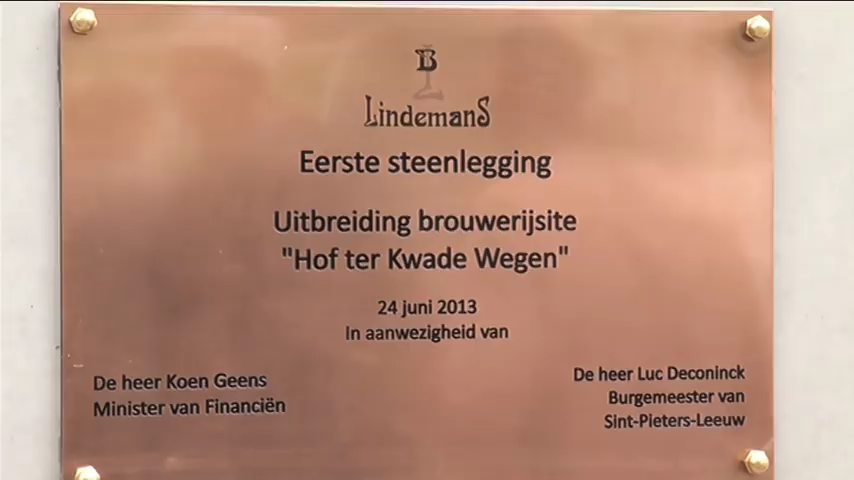 B
L
LindemanS
Eerste steenlegging
Uitbreiding brouwerijsite
"Hof ter Kwade Wegen"
24 juni 2013
In aanwezigheid van
De heer Koen Geens
Minister van Financiën
De heer Luc Deconinck
Burgemeester van
Sint-Pieters-Leeuw